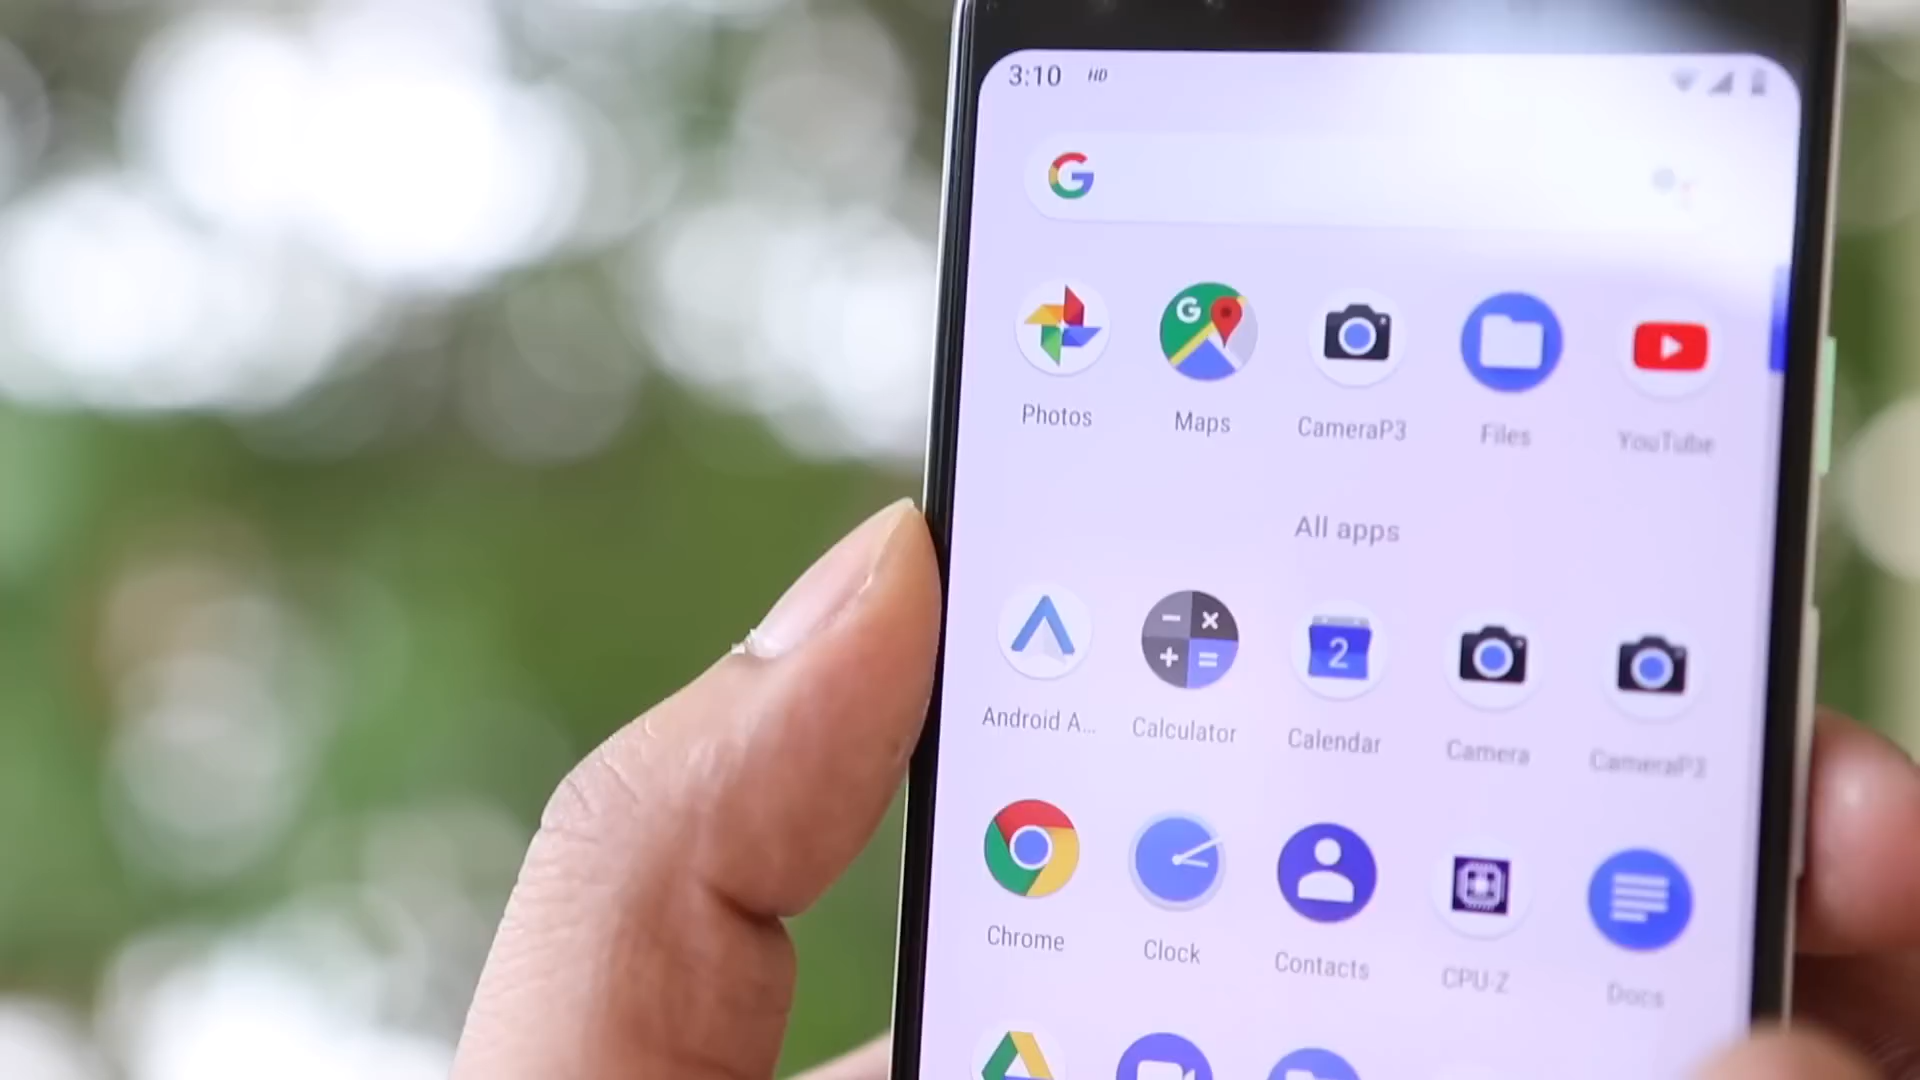 3:10 HD
G
Photos Maps CameraP3 Files YouTube
All apps
2
Android A... Calculator Calendar Camera CameraP3
Chrome Clock Contacts CPU-Z Docs